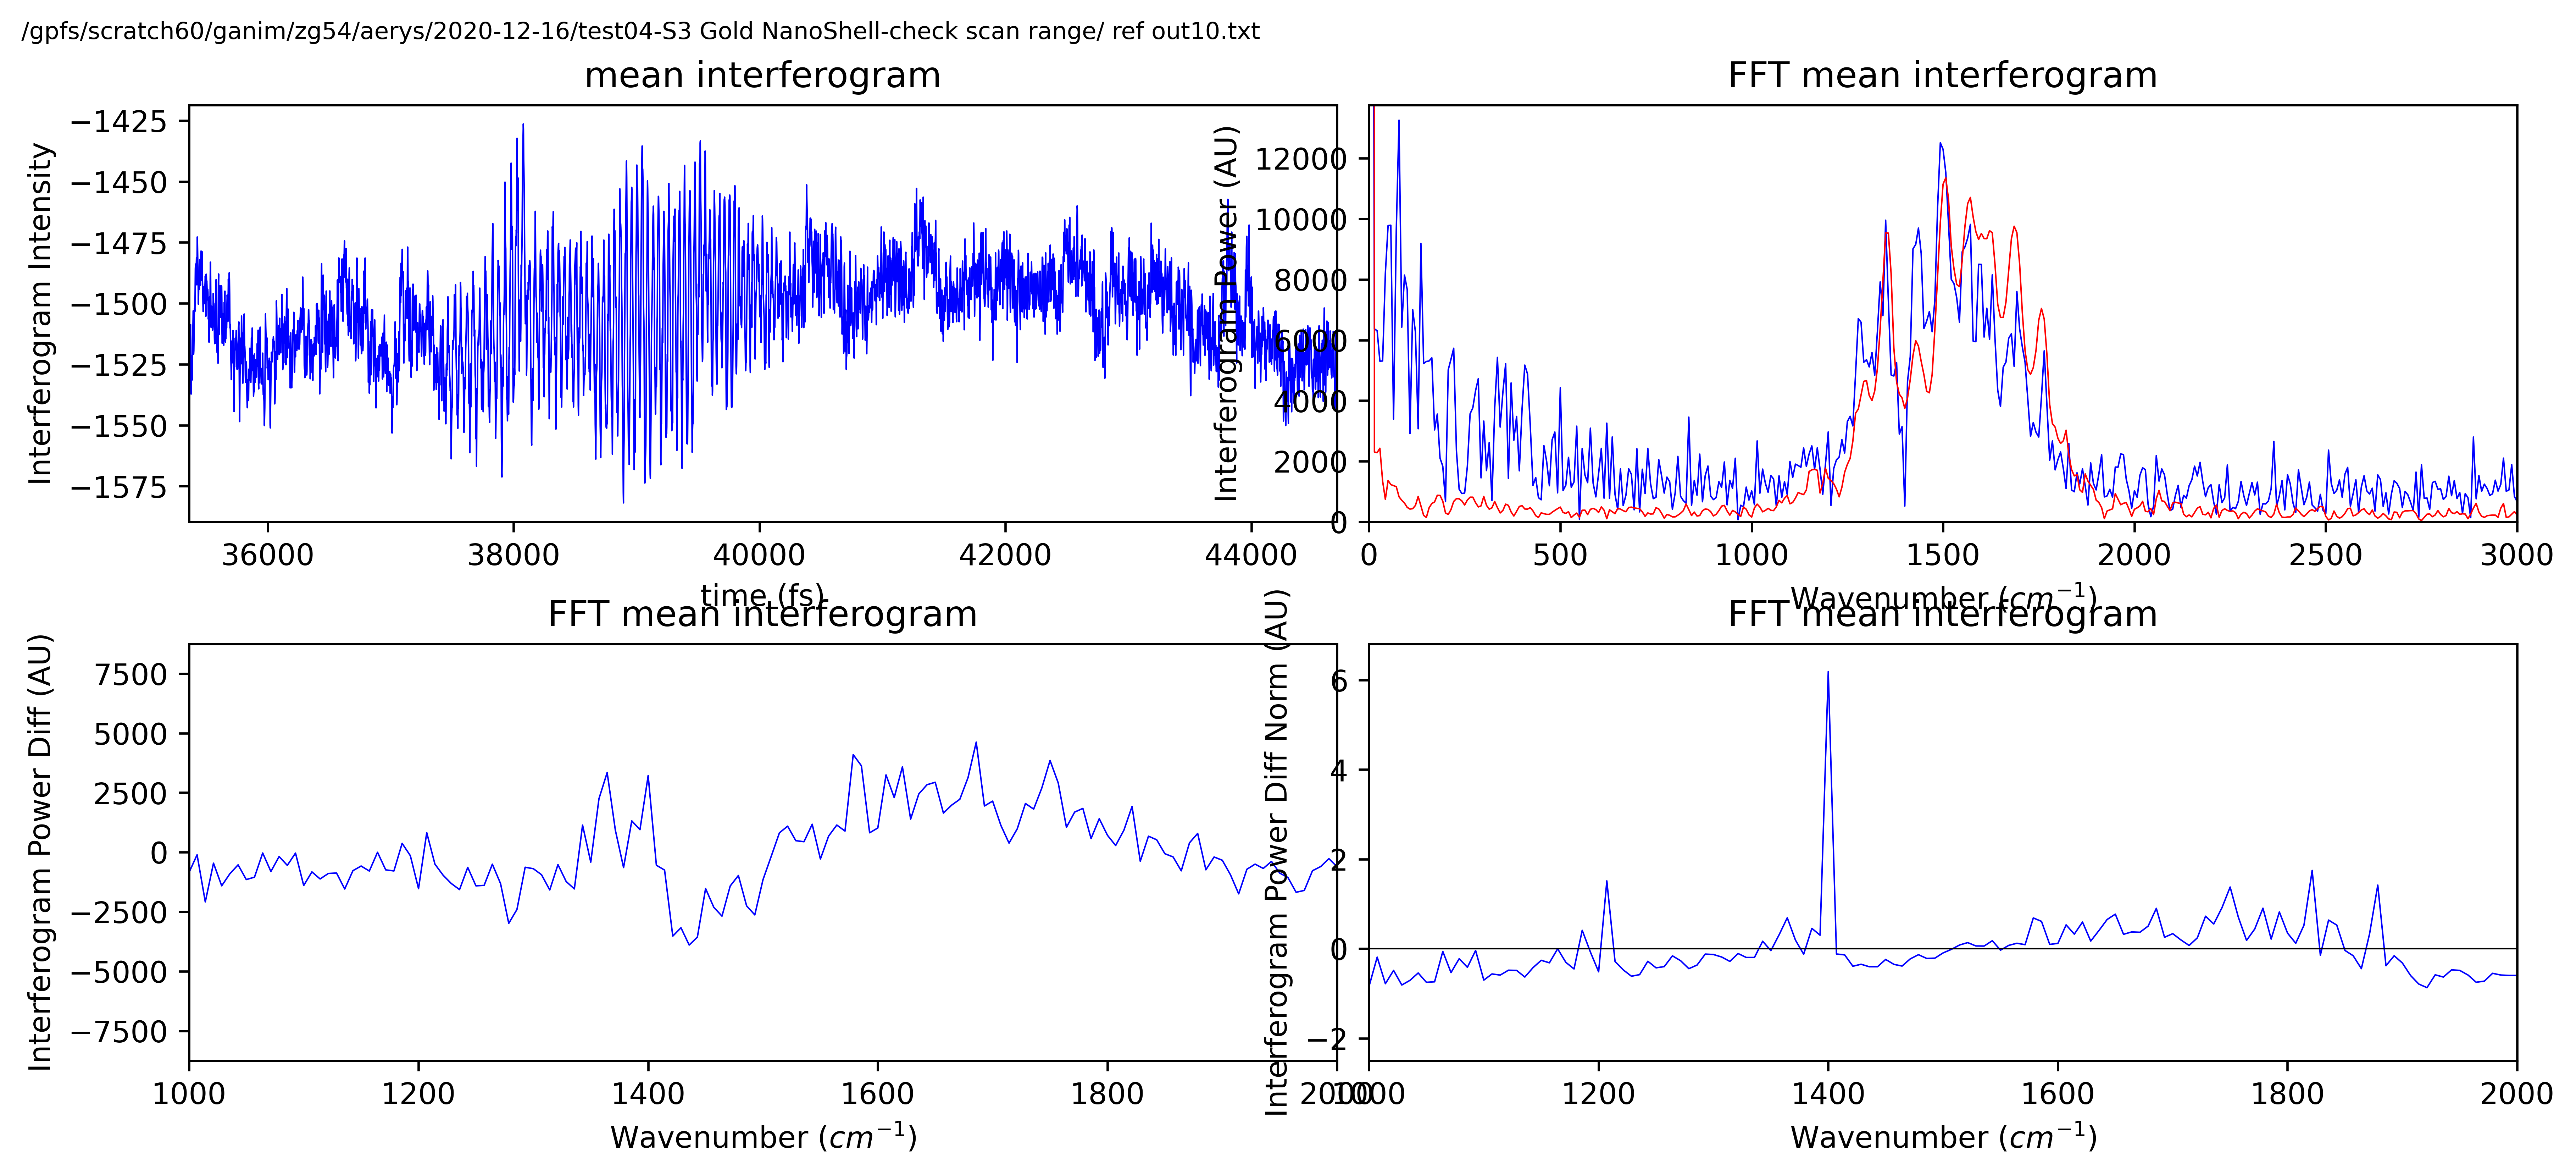 /gpfs/scratch60/ganim/zg54/aerys/2020-12-16/test04-S3 Gold NanoShell-check scan range/ ref out10.txt
mean interferogram
Interferogram Intensity
−1425
−1450
−1475
−1500
−1525
−1550
−1575
36000 38000 40000 42000 44000
time (fs)
FFT mean interferogram
Interferogram Power (AU)
12000
10000
8000
6000
4000
2000
0
0 500 1000 1500 2000 2500 3000
Wavenumber (cm⁻¹)
FFT mean interferogram
Interferogram Power Diff (AU)
7500
5000
2500
0
−2500
−5000
−7500
1000 1200 1400 1600 1800 2000
Wavenumber (cm⁻¹)
FFT mean interferogram
Interferogram Power Diff Norm (AU)
6
4
2
0
−2
1000 1200 1400 1600 1800 2000
Wavenumber (cm⁻¹)